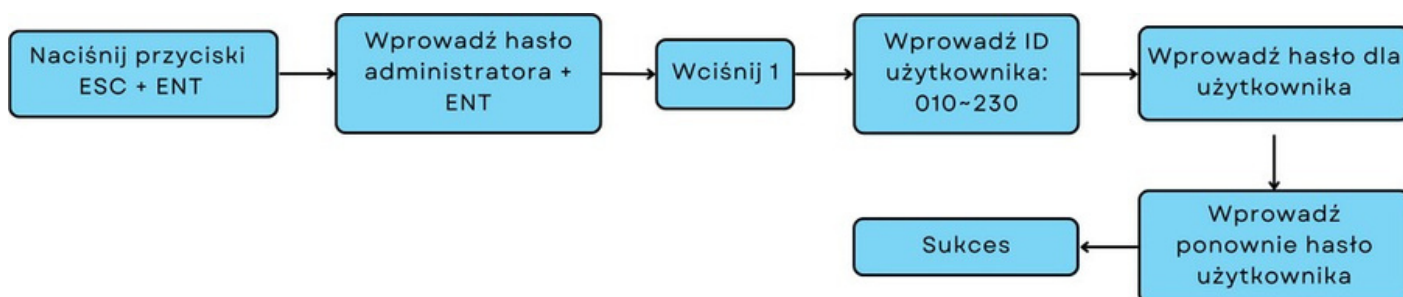 Naciśnij przyciski
ESC + ENT
Wprowadź hasło
administratora +
ENT
Wciśnij 1
Wprowadź ID
użytkownika:
010~230
Wprowadź hasło dla
użytkownika
Wprowadź
ponownie hasło
użytkownika
Sukces